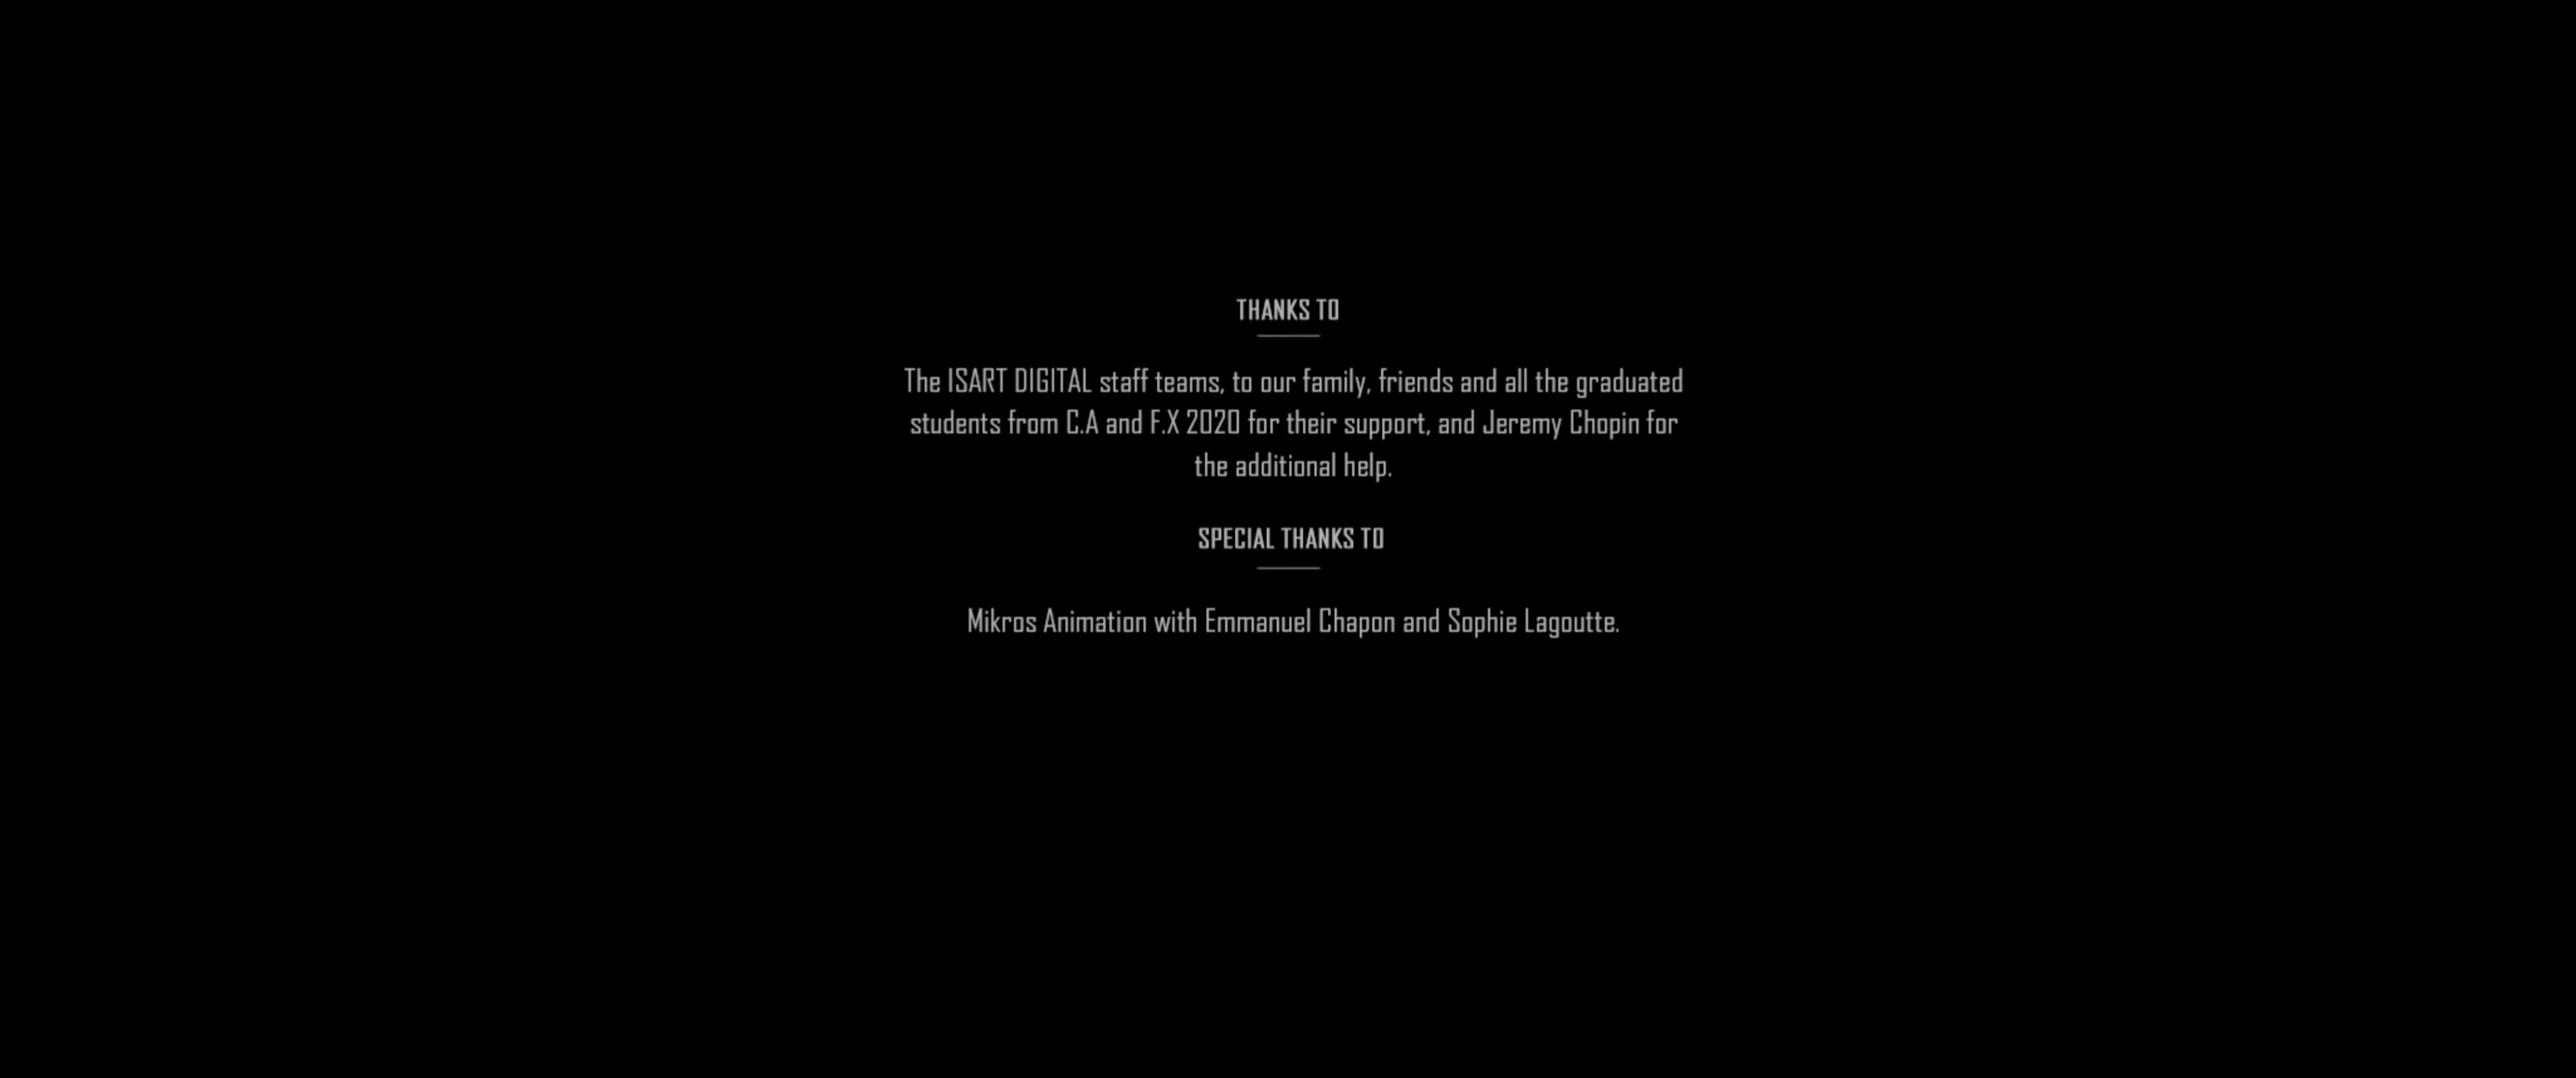 THANKS TO
The ISART DIGITAL staff teams, to our family, friends and all the graduated
students from C.A and F.X 2020 for their support, and Jeremy Chopin for
the additional help.
SPECIAL THANKS TO
Mikros Animation with Emmanuel Chapon and Sophie Lagoutte.